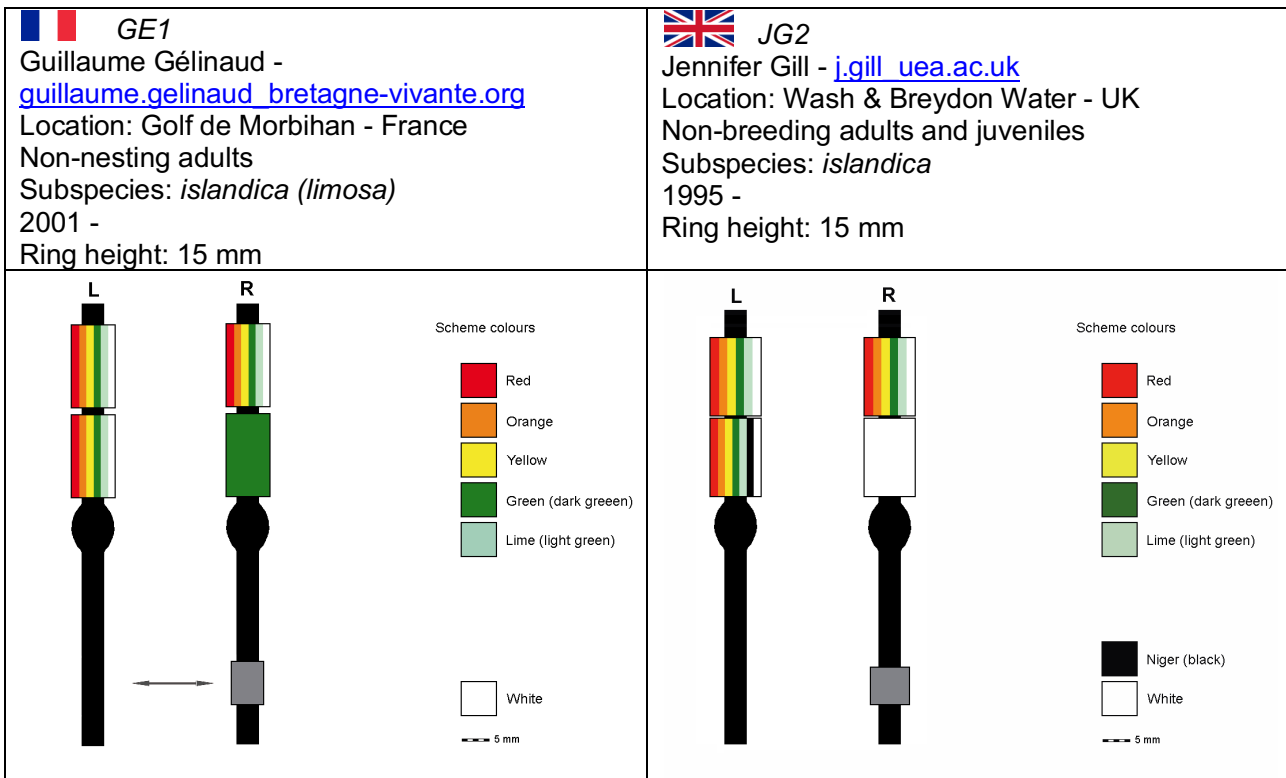 GE1
Guillaume Gélinaud -
guillaume.gelinaud_bretagne-vivante.org
Location: Golf de Morbihan - France
Non-nesting adults
Subspecies: islandica (limosa)
2001 -
Ring height: 15 mm
JG2
Jennifer Gill - j.gill_uea.ac.uk
Location: Wash & Breydon Water - UK
Non-breeding adults and juveniles
Subspecies: islandica
1995 -
Ring height: 15 mm
L R
Scheme colours
Red
Orange
Yellow
Green (dark greeen)
Lime (light green)
White
5 mm
L R
Scheme colours
Red
Orange
Yellow
Green (dark greeen)
Lime (light green)
Niger (black)
White
5 mm